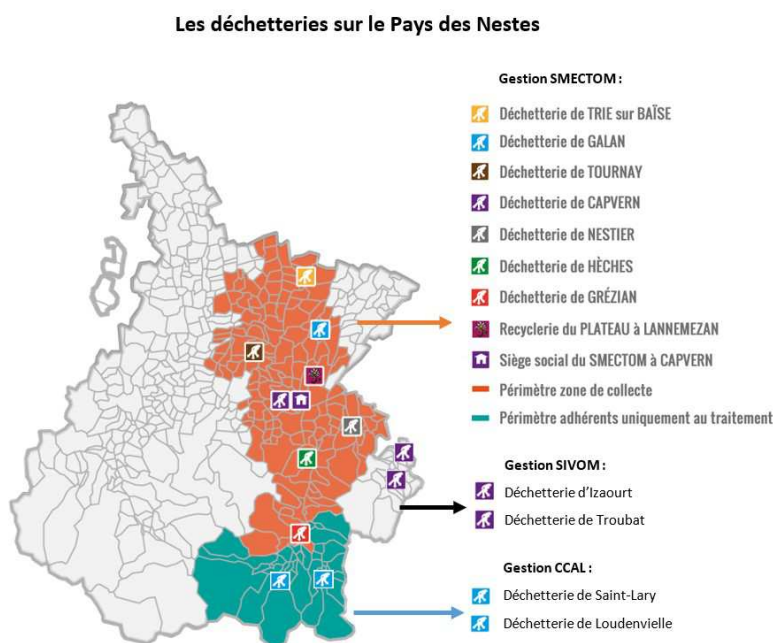 Les déchetteries sur le Pays des Nestes
Gestion SMECTOM :
Déchetterie de TRIE sur BAÏSE
Déchetterie de GALAN
Déchetterie de TOURNAY
Déchetterie de CAPVERN
Déchetterie de NESTIER
Déchetterie de HÈCHES
Déchetterie de GRÉZIAN
Recyclerie du PLATEAU à LANNEMEZAN
Siège social du SMECTOM à CAPVERN
Périmètre zone de collecte
Périmètre adhérents uniquement au traitement
Gestion SIVOM :
Déchetterie d'Izaourt
Déchetterie de Troubat
Gestion CCAL :
Déchetterie de Saint-Lary
Déchetterie de Loudenvielle